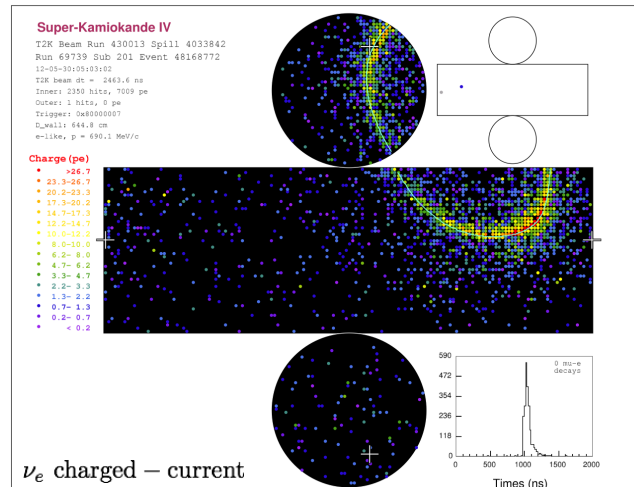 Super-Kamiokande IV
T2K Beam Run 430013 Spill 4033842
Run 69739 Sub 201 Event 48168772
12-05-30:05:03:02
T2K beam dt = 2463.6 ns
Inner: 2350 hits, 7009 pe
Outer: 1 hits, 0 pe
Trigger: 0x80000007
D_wall: 644.8 cm
e-like, p = 690.1 MeV/c
Charge(pe)
>26.7
23.3-26.7
20.2-23.3
17.3-20.2
14.7-17.3
12.2-14.7
10.0-12.2
8.0-10.0
6.2- 8.0
4.7- 6.2
3.3- 4.7
2.2- 3.3
1.3- 2.2
0.7- 1.3
0.2- 0.7
< 0.2
0 mu-e
decays
590
472
354
236
118
0
0 500 1000 1500 2000
Times (ns)
νe charged − current